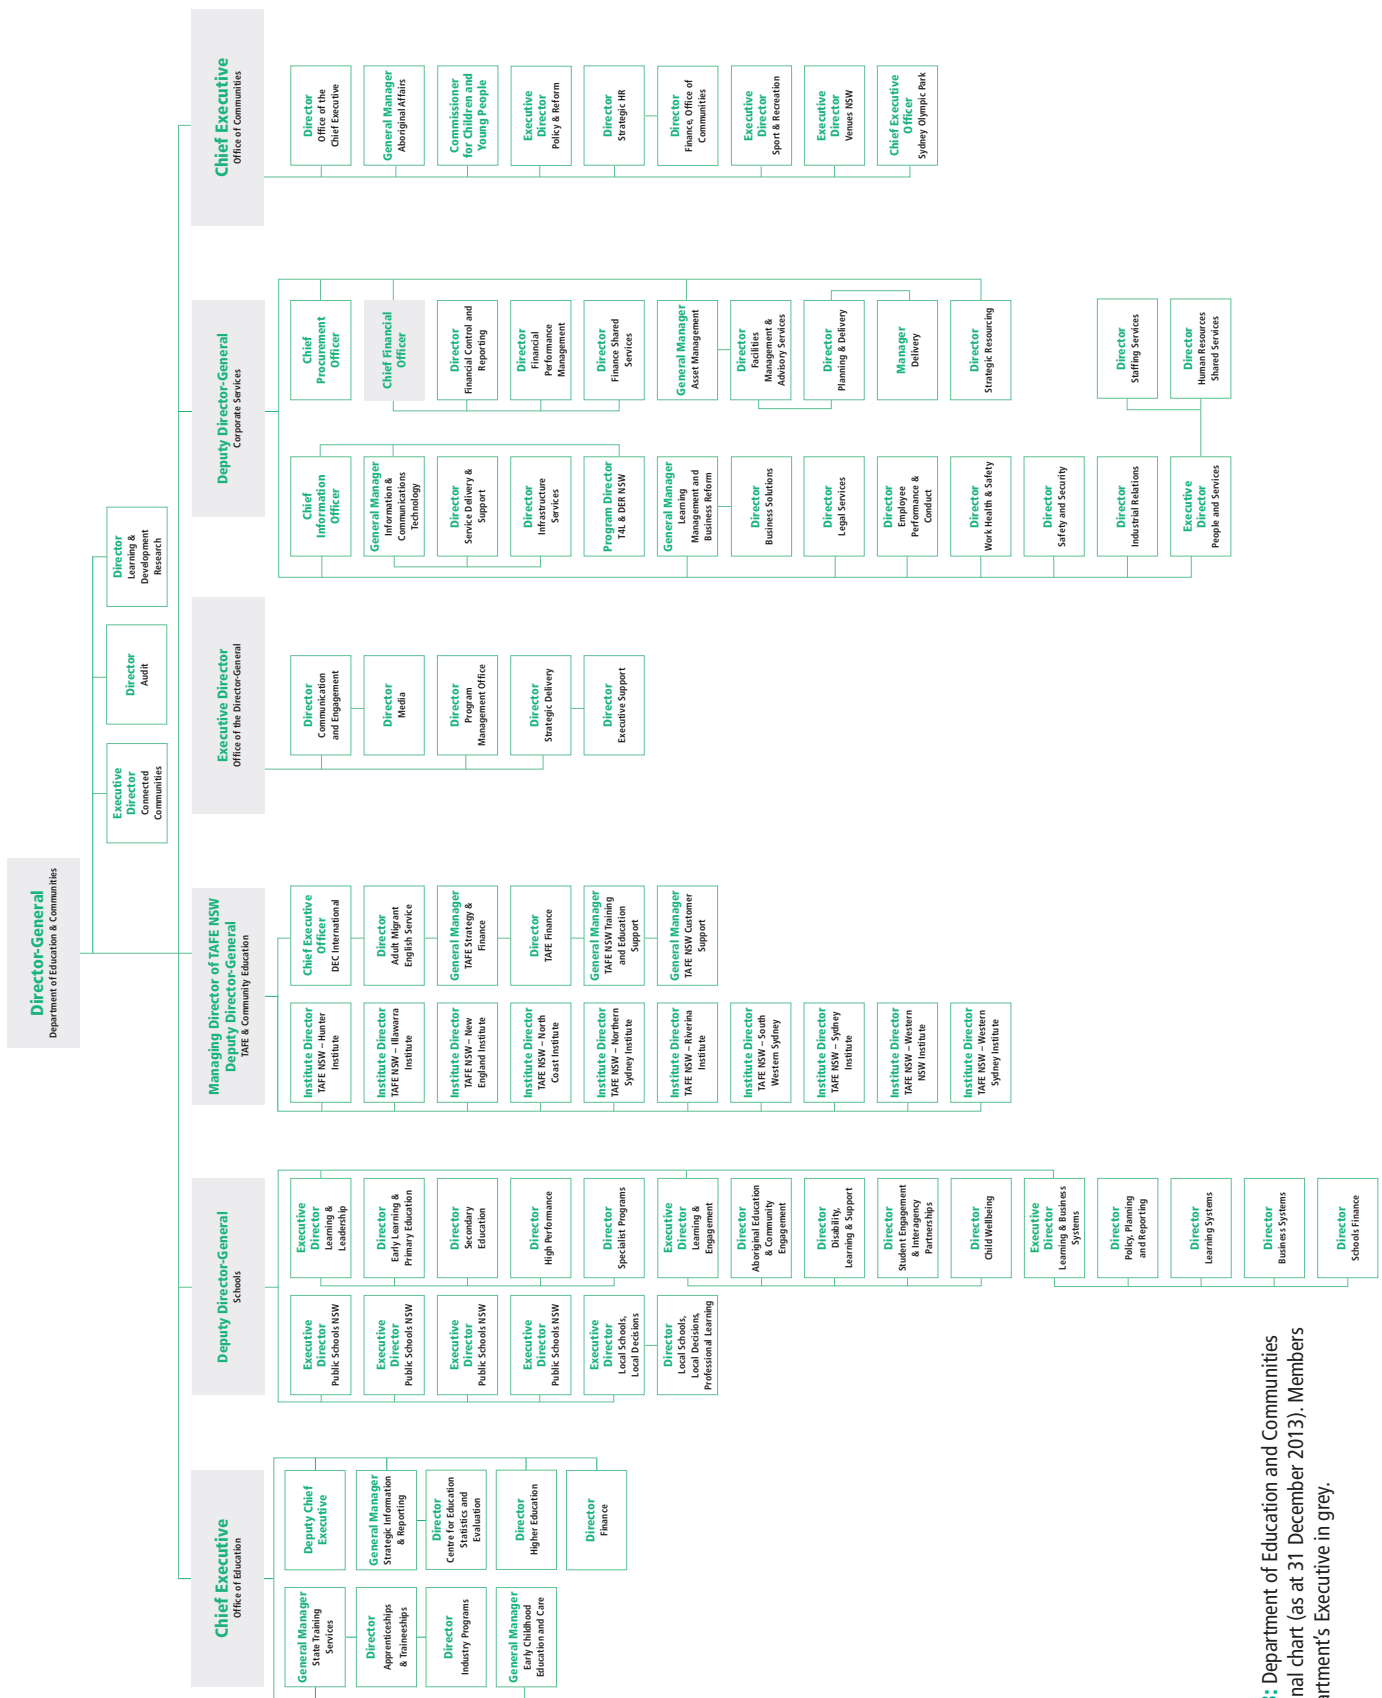 Director-General
Department of Education & Communities
Executive
Director
Connected
Communities
Director
Audit
Director
Learning &
Development
Research
Chief Executive
Office of Education
General Manager
State Training
Services
Director
Apprenticeships
& Traineeships
Director
Industry Programs
General Manager
Early Childhood
Education and Care
Deputy Chief
Executive
General Manager
Strategic Information
& Reporting
Director
Centre for Education
Statistics and
Evaluation
Director
Higher Education
Director
Finance
Deputy Director-General
Schools
Executive
Director
Public Schools NSW
Executive
Director
Public Schools NSW
Executive
Director
Public Schools NSW
Executive
Director
Public Schools NSW
Executive
Director
Local Schools,
Local Decisions
Director
Local Schools,
Local Decisions,
Professional Learning
Executive
Director
Learning &
Leadership
Director
Early Learning &
Primary Education
Director
Secondary
Education
Director
High Performance
Director
Specialist Programs
Executive
Director
Learning &
Engagement
Director
Aboriginal Education
& Community
Engagement
Director
Disability,
Learning & Support
Director
Student Engagement
& Interagency
Partnerships
Director
Child Wellbeing
Executive
Director
Learning & Business
Systems
Director
Policy, Planning
and Reporting
Director
Learning Systems
Director
Business Systems
Director
Schools Finance
Managing Director of TAFE NSW
Deputy Director-General
TAFE & Community Education
Institute Director
TAFE NSW – Hunter
Institute
Institute Director
TAFE NSW – Illawarra
Institute
Institute Director
TAFE NSW – New
England Institute
Institute Director
TAFE NSW – North
Coast Institute
Institute Director
TAFE NSW – Northern
Sydney Institute
Institute Director
TAFE NSW – Riverina
Institute
Institute Director
TAFE NSW – South
Western Sydney
Institute Director
TAFE NSW – Sydney
Institute
Institute Director
TAFE NSW – Western
NSW Institute
Institute Director
TAFE NSW – Western
Sydney Institute
Chief Executive
Officer
DEC International
Director
Adult Migrant
English Service
General Manager
TAFE Strategy &
Finance
Director
TAFE Finance
General Manager
TAFE NSW Training
and Education
Support
General Manager
TAFE NSW Customer
Support
Executive Director
Office of the Director-General
Director
Communication
and Engagement
Director
Media
Director
Program
Management Office
Director
Strategic Delivery
Director
Executive Support
Deputy Director-General
Corporate Services
Chief
Information
Officer
General Manager
Information &
Communications
Technology
Director
Service Delivery &
Support
Director
Infrastructure
Services
Program Director
T4L & DER NSW
General Manager
Learning
Management and
Business Reform
Director
Business Solutions
Director
Legal Services
Director
Employee
Performance &
Conduct
Director
Work Health & Safety
Director
Safety and Security
Director
Industrial Relations
Executive
Director
People and Services
Chief
Procurement
Officer
Chief Financial
Officer
Director
Financial Control and
Reporting
Director
Financial
Performance
Management
Director
Finance Shared
Services
General Manager
Asset Management
Director
Facilities
Management &
Advisory Services
Director
Planning & Delivery
Manager
Delivery
Director
Strategic Resourcing
Director
Staffing Services
Director
Human Resources
Shared Services
Chief Executive
Office of Communities
Director
Office of the
Chief Executive
General Manager
Aboriginal Affairs
Commissioner
for Children and
Young People
Executive
Director
Policy & Reform
Director
Strategic HR
Director
Finance, Office of
Communities
Executive
Director
Sport & Recreation
Executive
Director
Venues NSW
Chief Executive
Officer
Sydney Olympic Park
: Department of Education and Communities
nal chart (as at 31 December 2013). Members
artment’s Executive in grey.